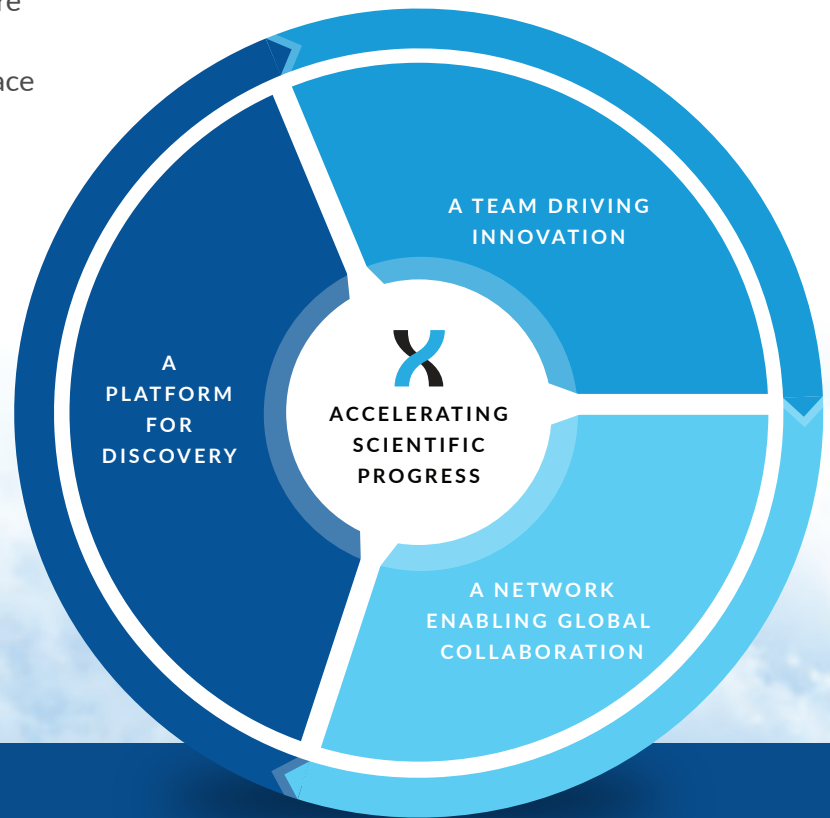 A TEAM DRIVING
INNOVATION
A
PLATFORM
FOR
DISCOVERY
ACCELERATING
SCIENTIFIC
PROGRESS
A NETWORK
ENABLING GLOBAL
COLLABORATION